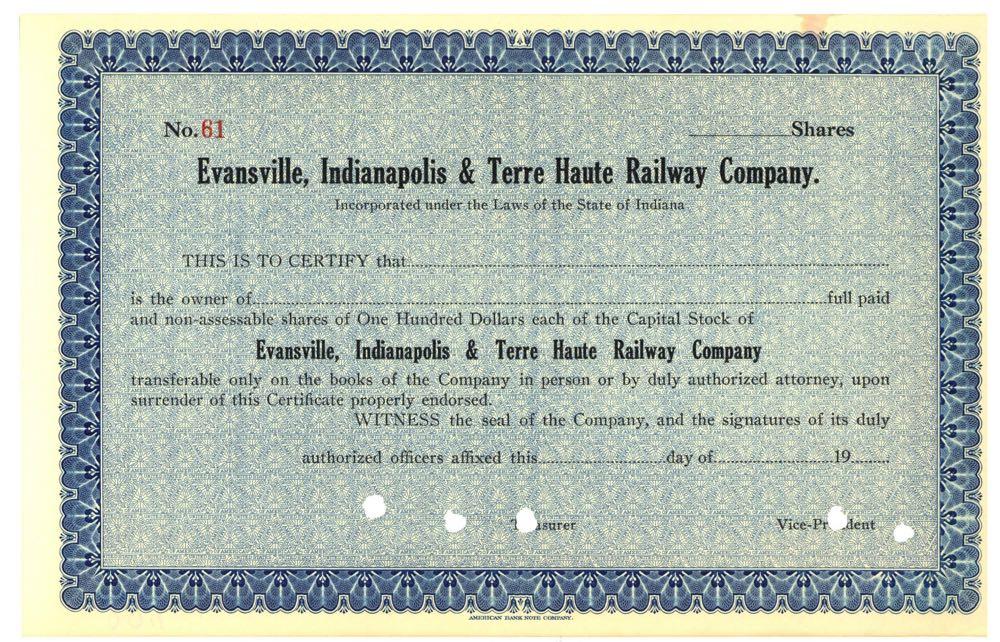 No. 61 Shares
Evansville, Indianapolis & Terre Haute Railway Company.
Incorporated under the Laws of the State of Indiana
THIS IS TO CERTIFY that
is the owner of full paid
and non-assessable shares of One Hundred Dollars each of the Capital Stock of
Evansville, Indianapolis & Terre Haute Railway Company
transferable only on the books of the Company in person or by duly authorized attorney, upon
surrender of this Certificate properly endorsed.
WITNESS the seal of the Company, and the signatures of its duly
authorized officers affixed this day of 19
AMERICAN BANK NOTE COMPANY.